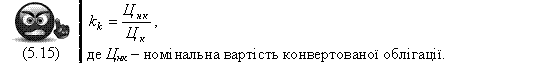 k_k = Ц_нк / Ц_к ,
(5.15)
де Ц_нк – номінальна вартість конвертованої облігації.